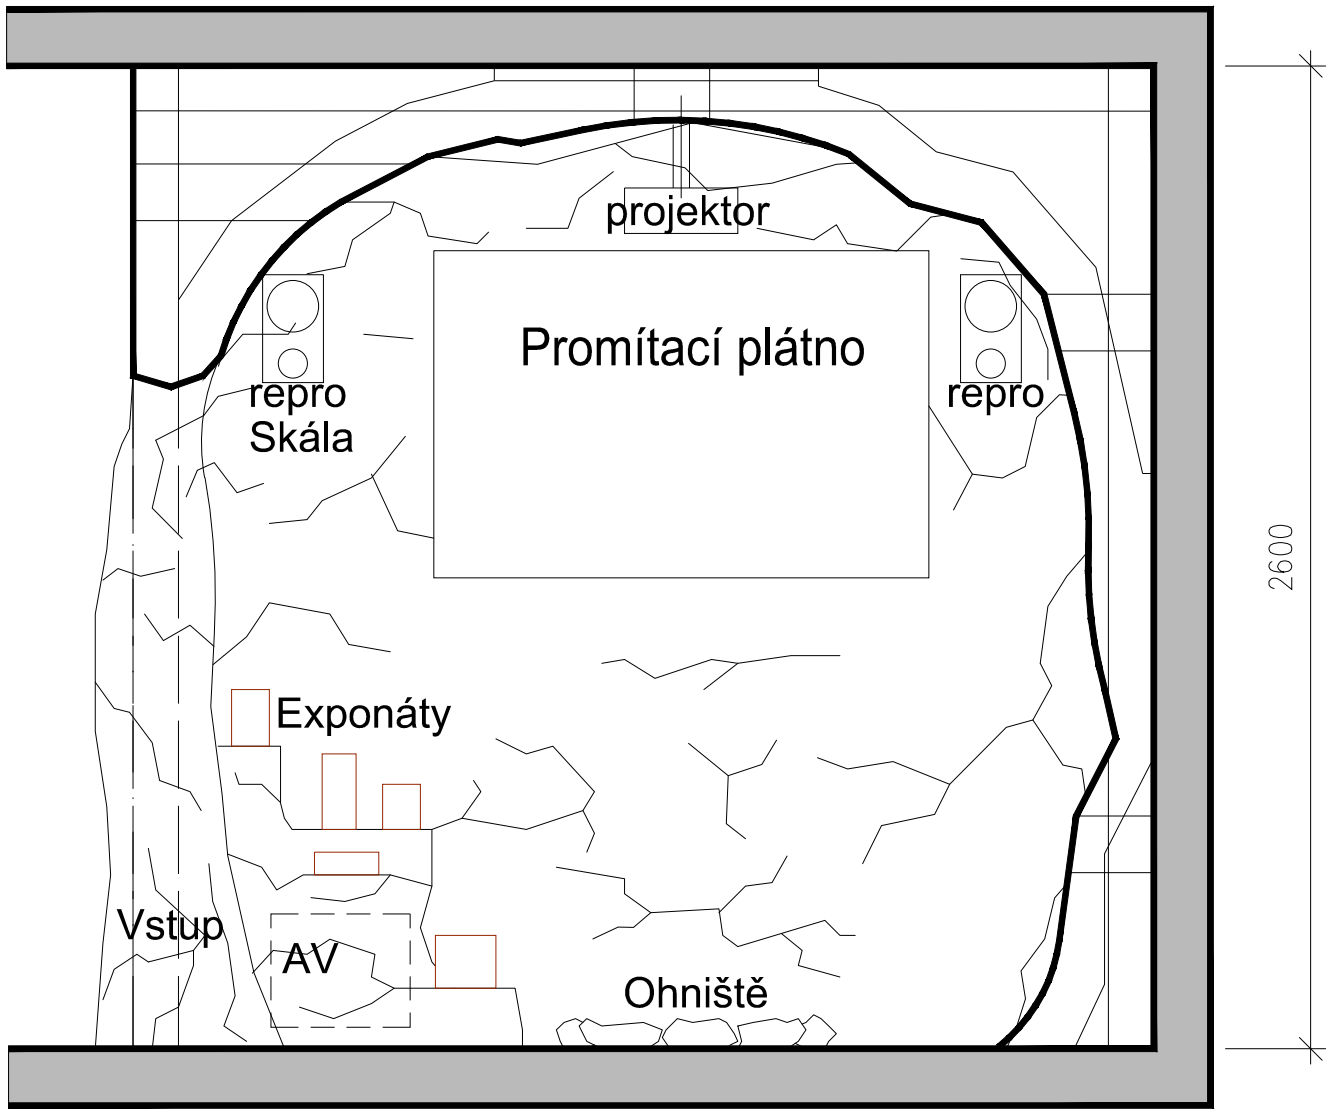 projektor
Promítací plátno
repro
Skála
repro
2600
Exponáty
Vstup
AV
Ohniště